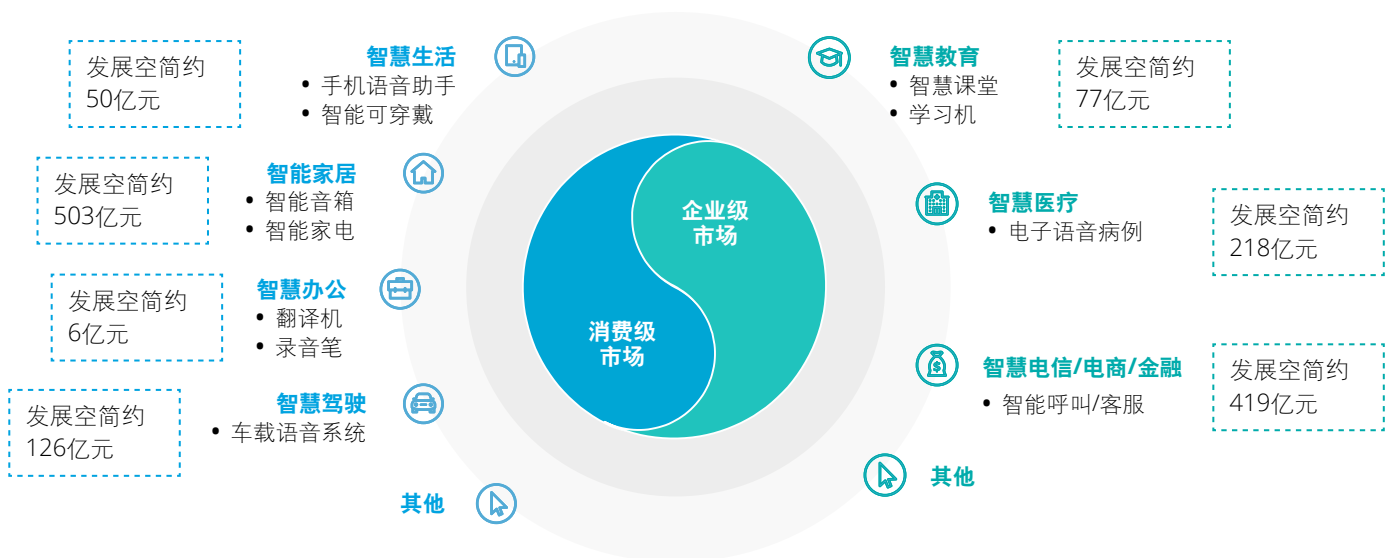 智慧生活
• 手机语音助手
• 智能可穿戴
发展空简约
50亿元
智能家居
• 智能音箱
• 智能家电
发展空简约
503亿元
智慧办公
• 翻译机
• 录音笔
发展空简约
6亿元
智慧驾驶
• 车载语音系统
发展空简约
126亿元
其他
消费级
市场
企业级
市场
智慧教育
• 智慧课堂
• 学习机
发展空简约
77亿元
智慧医疗
• 电子语音病例
发展空简约
218亿元
智慧电信/电商/金融
• 智能呼叫/客服
发展空简约
419亿元
其他